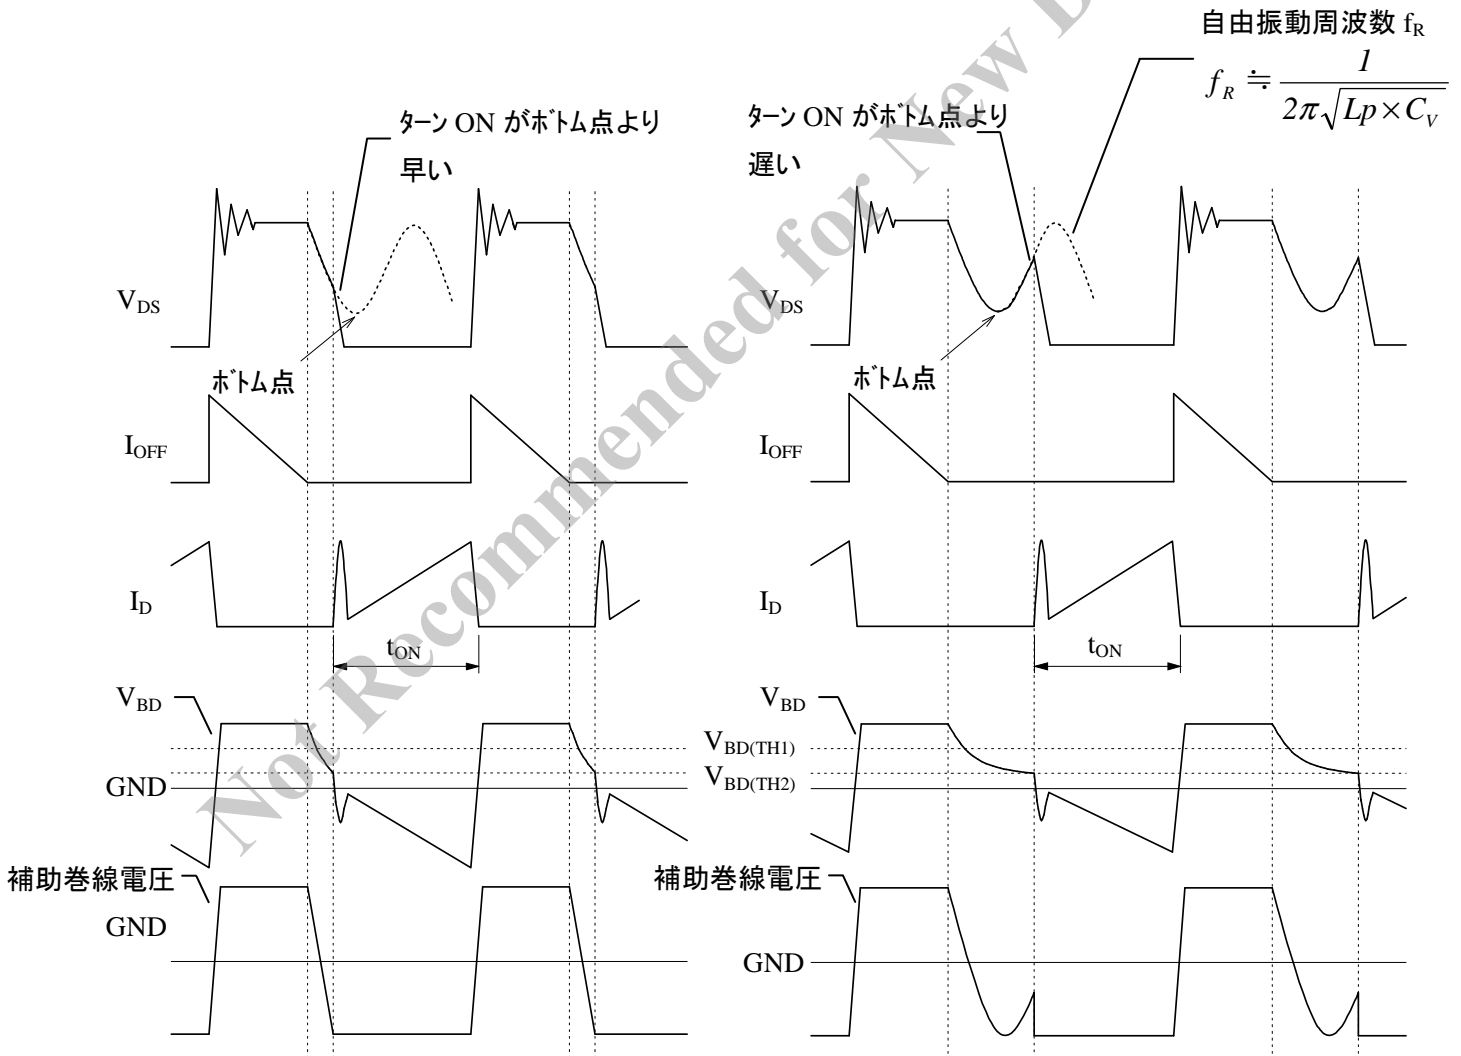 自由振動周波数 fR
fR ≒ 1 / 2π√Lp×CV
ターン ON がボトム点より
早い
ターン ON がボトム点より
遅い
VDS
ボトム点
VDS
ボトム点
IOFF
IOFF
ID
tON
ID
tON
VBD
GND
VBD
VBD(TH1)
VBD(TH2)
補助巻線電圧
GND
補助巻線電圧
GND
Not Recommended for New D